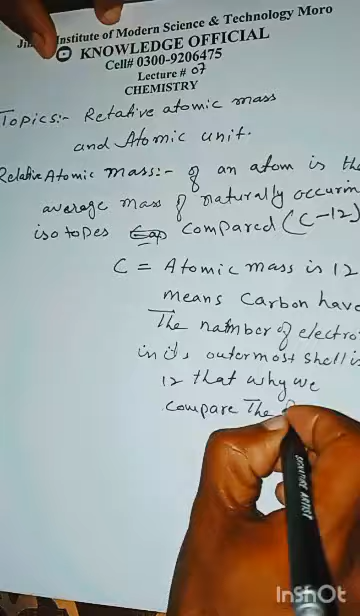 Institute of Modern Science & Technology Moro
KNOWLEDGE OFFICIAL
Cell# 0300-9206475
Lecture # 07
CHEMISTRY
Topics:- Relative atomic mass
and Atomic unit.
Relative Atomic mass:- of an atom is the
average mass of naturally occurin
isotopes compared (C-12)
C = Atomic mass is 12
means Carbon have
The number of electro
in its outermost shell is
12 that why we
compare The
SIGNATURE ARTIST
InShOt